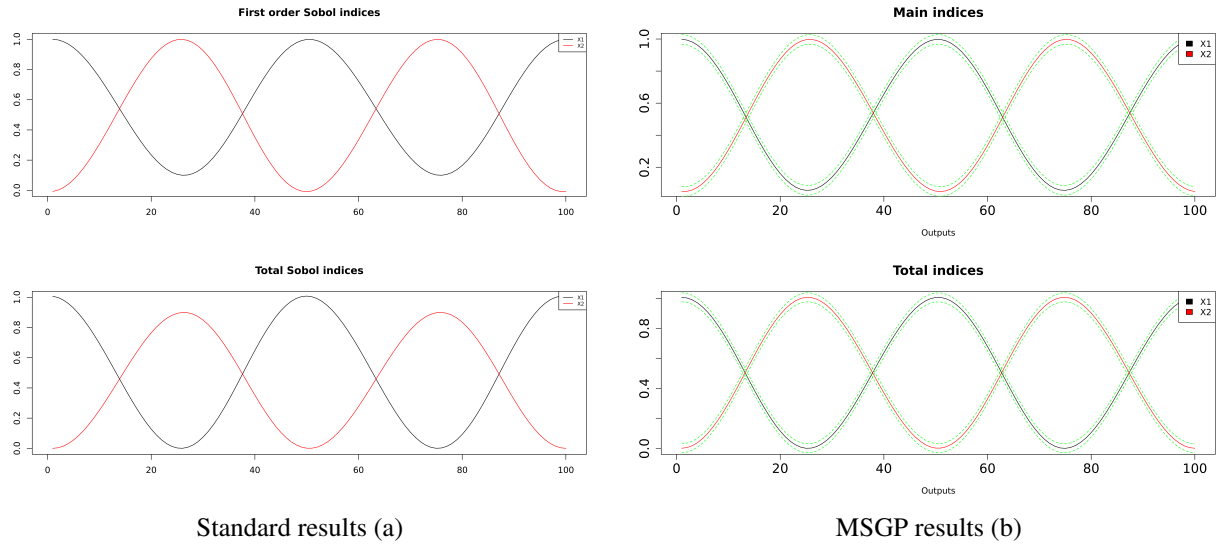 First order Sobol indices
1.0
0.8
0.6
0.4
0.2
0.0
X1
X2
0 20 40 60 80 100
Main indices
1.0
0.6
0.2
X1
X2
0 20 40 60 80 100
Outputs
Total Sobol indices
1.0
0.8
0.6
0.4
0.2
0.0
X1
X2
0 20 40 60 80 100
Total indices
0.8
0.4
0.0
X1
X2
0 20 40 60 80 100
Outputs
Standard results (a)
MSGP results (b)